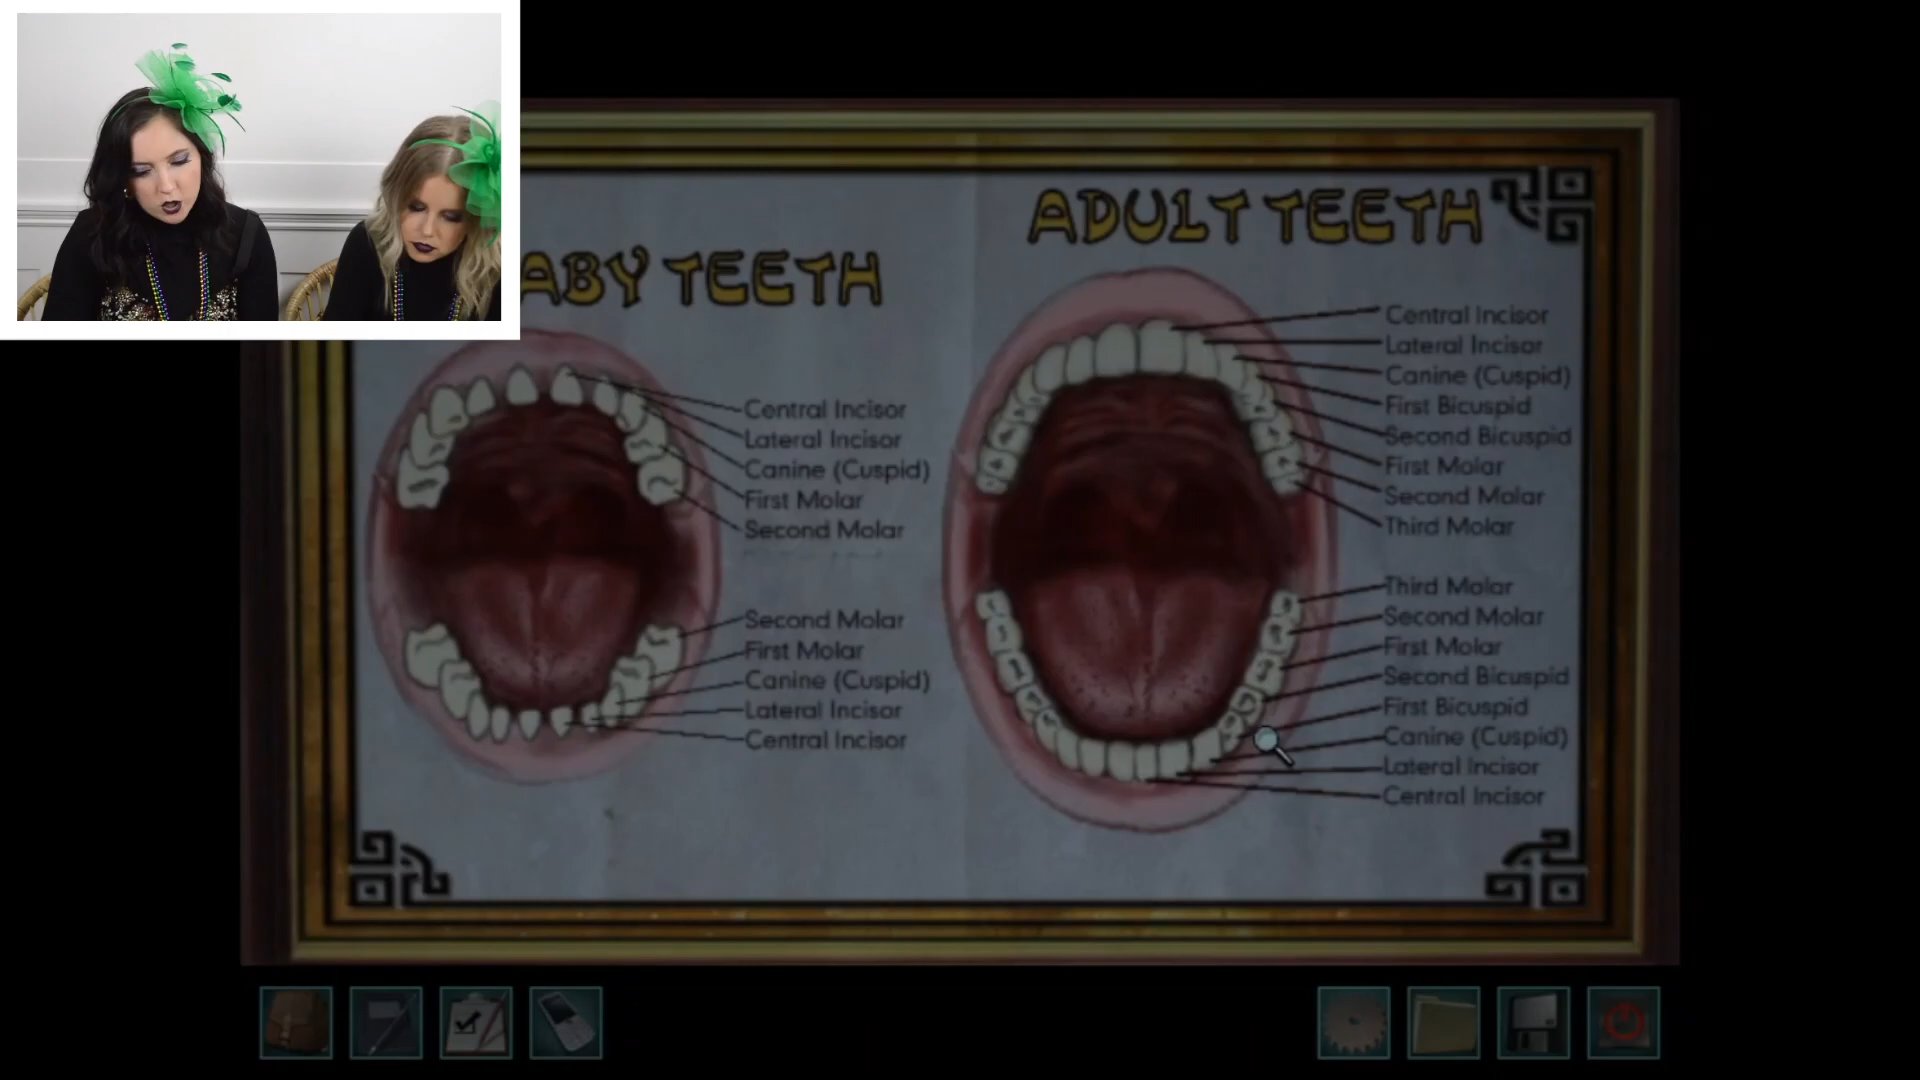 ABY TEETH
Central Incisor
Lateral Incisor
Canine (Cuspid)
First Molar
Second Molar
Second Molar
First Molar
Canine (Cuspid)
Lateral Incisor
Central Incisor
ADULT TEETH
Central Incisor
Lateral Incisor
Canine (Cuspid)
First Bicuspid
Second Bicuspid
First Molar
Second Molar
Third Molar
Third Molar
Second Molar
First Molar
Second Bicuspid
First Bicuspid
Canine (Cuspid)
Lateral Incisor
Central Incisor